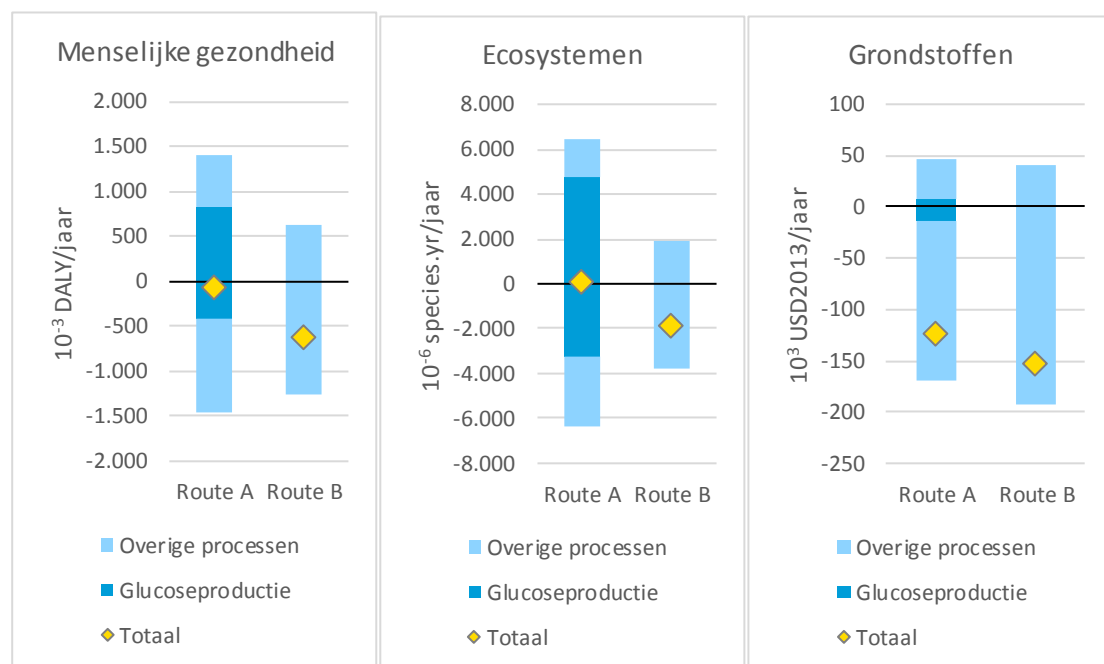 Menselijke gezondheid
10⁻³ DALY/jaar
2.000
1.500
1.000
500
0
-500
-1.000
-1.500
-2.000
Route A Route B
Overige processen
Glucoseproductie
Totaal
Ecosystemen
10⁻⁶ species.yr/jaar
8.000
6.000
4.000
2.000
0
-2.000
-4.000
-6.000
-8.000
Route A Route B
Overige processen
Glucoseproductie
Totaal
Grondstoffen
10³ USD2013/jaar
100
50
0
-50
-100
-150
-200
-250
Route A Route B
Overige processen
Glucoseproductie
Totaal